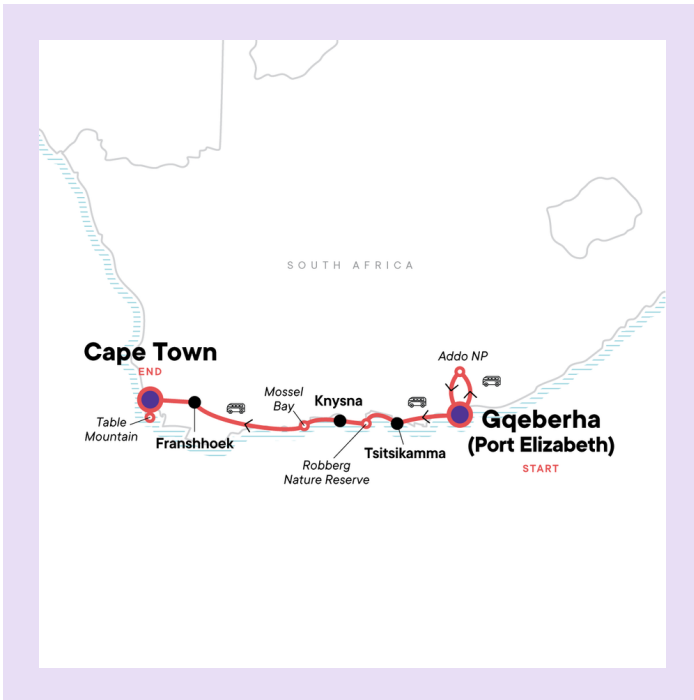 SOUTH AFRICA
Cape Town
END
Addo NP
Mossel
Bay
Knysna
Gqeberha
(Port Elizabeth)
START
Table
Mountain
Franshhoek
Tsitsikamma
Robberg
Nature Reserve